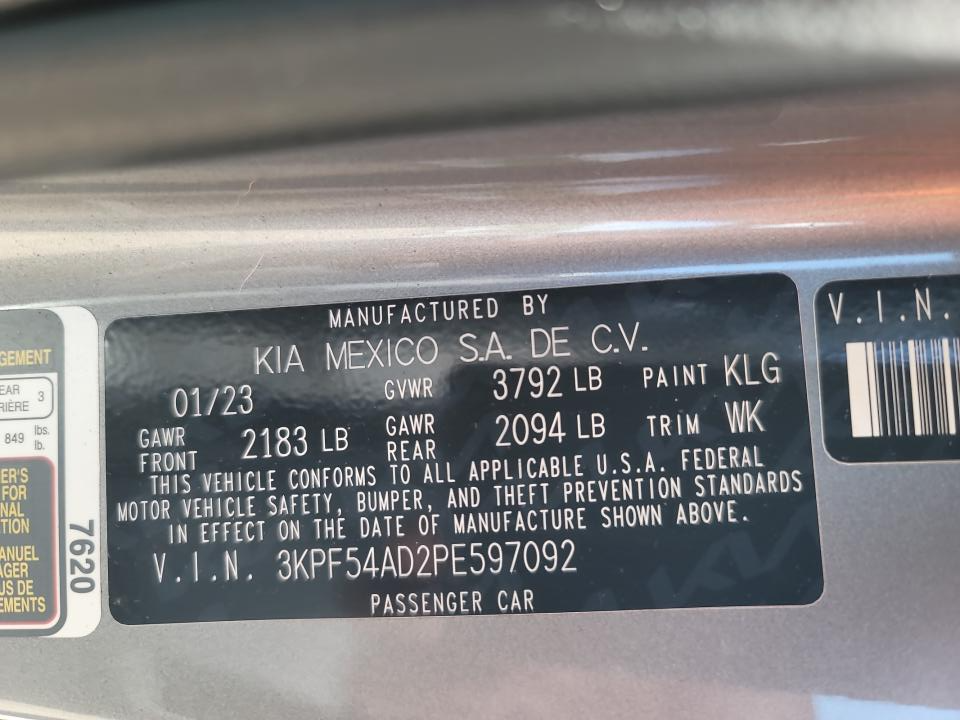 MANUFACTURED BY
KIA MEXICO S.A. DE C.V.
01/23 GVWR 3792 LB PAINT KLG
GAWR FRONT 2183 LB GAWR REAR 2094 LB TRIM WK
THIS VEHICLE CONFORMS TO ALL APPLICABLE U.S.A. FEDERAL
MOTOR VEHICLE SAFETY, BUMPER, AND THEFT PREVENTION STANDARDS
IN EFFECT ON THE DATE OF MANUFACTURE SHOWN ABOVE.
V.I.N. 3KPF54AD2PE597092
PASSENGER CAR
V.I.N.
GEMENT
EAR
RIÈRE 3
849 lbs.
lb.
ER'S
FOR
NAL
TION
MANUEL
AGER
US DE
EMENTS
7620